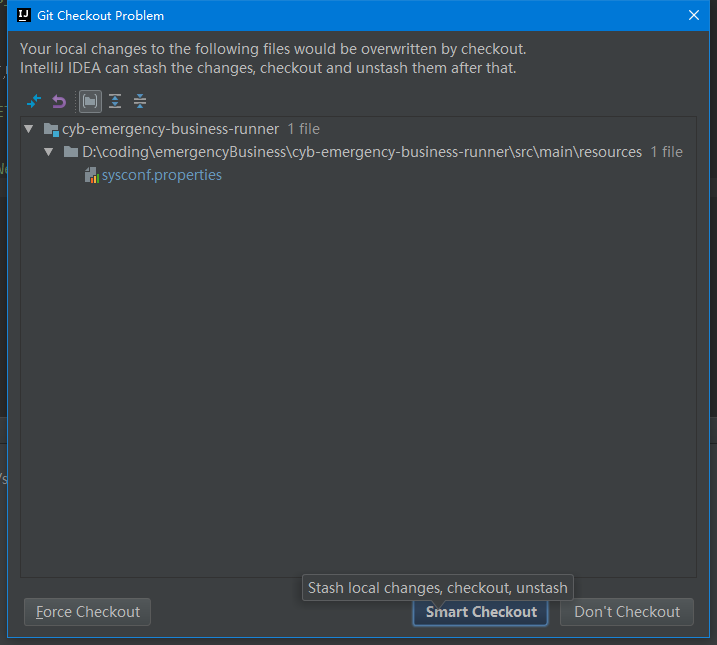 IJ Git Checkout Problem
Your local changes to the following files would be overwritten by checkout.
IntelliJ IDEA can stash the changes, checkout and unstash them after that.
cyb-emergency-business-runner 1 file
D:\coding\emergencyBusiness\cyb-emergency-business-runner\src\main\resources 1 file
sysconf.properties
Stash local changes, checkout, unstash
Force Checkout
Smart Checkout
Don't Checkout